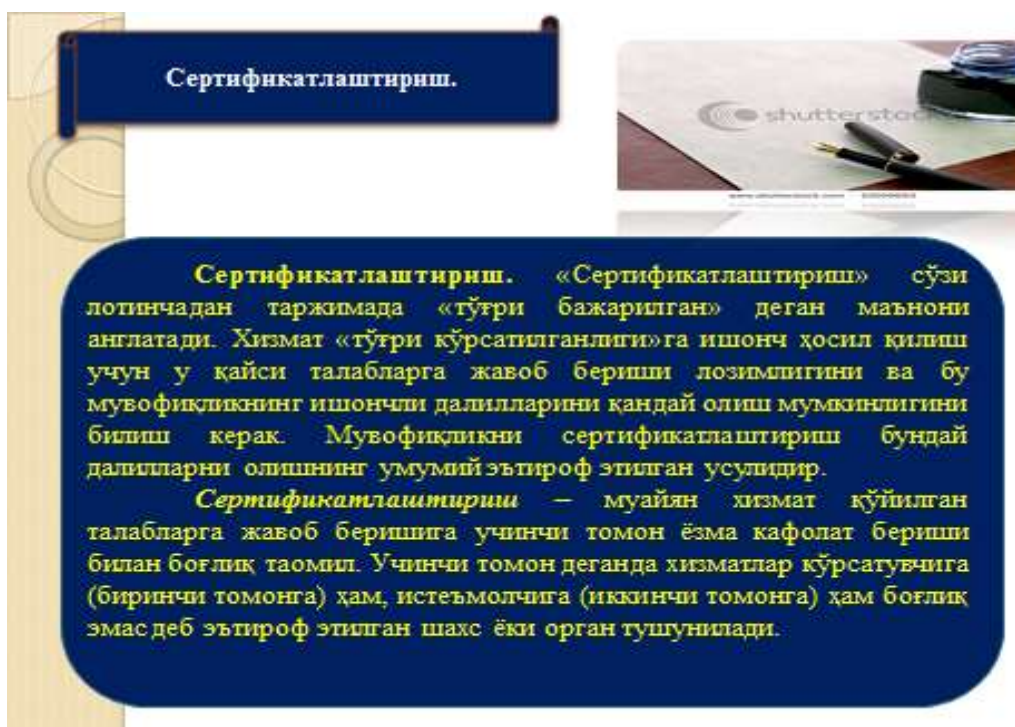 Сертификатлаштириш.
shutterstock
Сертификатлаштириш. «Сертификатлаштириш» сўзи
лотинчадан таржимада «тўғри бажарилган» деган маънони
англатади. Хизмат «тўғри кўрсатилганлиги»га ишонч ҳосил қилиш
учун у қайси талабларга жавоб бериши лозимлигини ва бу
мувофиқликнинг ишончли далилларини қандай олиш мумкинлигини
билиш керак. Мувофиқликни сертификатлаштириш бундай
далилларни олишнинг умумий эътироф этилган усулидир.
Сертификатлаштириш – муайян хизмат қўйилган
талабларга жавоб беришига учинчи томон ёзма кафолат бериши
билан боғлиқ таомил. Учинчи томон деганда хизматлар кўрсатувчига
(биринчи томонга) ҳам, истеъмолчига (иккинчи томонга) ҳам боғлиқ
эмас деб эътироф этилган шахс ёки орган тушунилади.